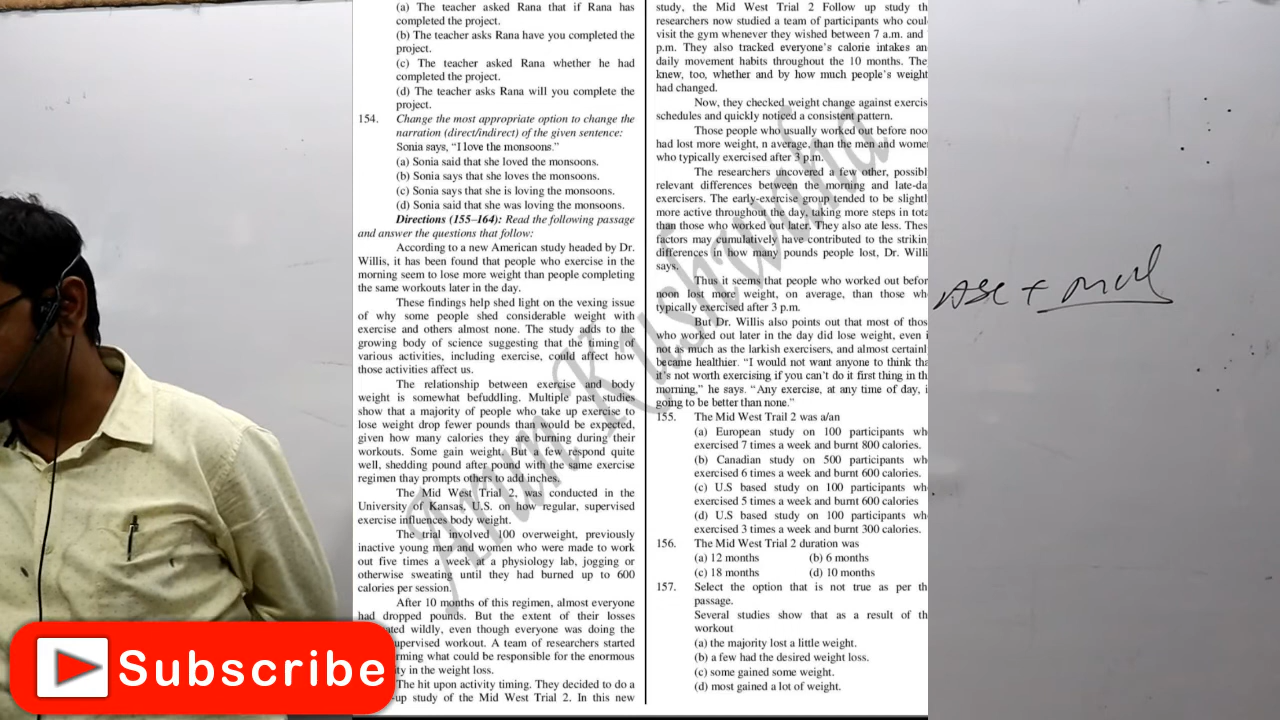 (a) The teacher asked Rana that if Rana has
completed the project.
(b) The teacher asks Rana have you completed the
project.
(c) The teacher asked Rana whether he had
completed the project.
(d) The teacher asks Rana will you complete the
project.
154. Change the most appropriate option to change the
narration (direct/indirect) of the given sentence:
Sonia says, “I love the monsoons.”
(a) Sonia said that she loved the monsoons.
(b) Sonia says that she loves the monsoons.
(c) Sonia says that she is loving the monsoons.
(d) Sonia said that she was loving the monsoons.
Directions (155–164): Read the following passage
and answer the questions that follow:
According to a new American study headed by Dr.
Willis, it has been found that people who exercise in the
morning seem to lose more weight than people completing
the same workouts later in the day.
These findings help shed light on the vexing issue
of why some people shed considerable weight with
exercise and others almost none. The study adds to the
growing body of science suggesting that the timing of
various activities, including exercise, could affect how
those activities affect us.
The relationship between exercise and body
weight is somewhat befuddling. Multiple past studies
show that a majority of people who take up exercise to
lose weight drop fewer pounds than would be expected,
given how many calories they are burning during their
workouts. Some gain weight. But a few respond quite
well, shedding pound after pound with the same exercise
regimen thay prompts others to add inches.
The Mid West Trial 2, was conducted in the
University of Kansas, U.S. on how regular, supervised
exercise influences body weight.
The trial involved 100 overweight, previously
inactive young men and women who were made to work
out five times a week at a physiology lab, jogging or
otherwise sweating until they had burned up to 600
calories per session.
After 10 months of this regimen, almost everyone
had dropped pounds. But the extent of their losses
ated wildly, even though everyone was doing the
upervised workout. A team of researchers started
rming what could be responsible for the enormous
ity in the weight loss.
The hit upon activity timing. They decided to do a
-up study of the Mid West Trial 2. In this new
study, the Mid West Trial 2 Follow up study th
researchers now studied a team of participants who coul
visit the gym whenever they wished between 7 a.m. and
p.m. They also tracked everyone’s calorie intakes an
daily movement habits throughout the 10 months. The
knew, too, whether and by how much people’s weight
had changed.
Now, they checked weight change against exercis
schedules and quickly noticed a consistent pattern.
Those people who usually worked out before noo
had lost more weight, n average, than the men and wome
who typically exercised after 3 p.m.
The researchers uncovered a few other, possibl
relevant differences between the morning and late-da
exercisers. The early-exercise group tended to be slightl
more active throughout the day, taking more steps in tota
than those who worked out later. They also ate less. Thes
factors may cumulatively have contributed to the strikin
differences in how many pounds people lost, Dr. Willi
says.
Thus it seems that people who worked out befor
noon lost more weight, on average, than those wh
typically exercised after 3 p.m.
But Dr. Willis also points out that most of thos
who worked out later in the day did lose weight, even i
not as much as the larkish exercisers, and almost certainl
became healthier. “I would not want anyone to think tha
it’s not worth exercising if you can’t do it first thing in th
morning,” he says. “Any exercise, at any time of day, i
going to be better than none.”
155. The Mid West Trail 2 was a/an
(a) European study on 100 participants wh
exercised 7 times a week and burnt 800 calories.
(b) Canadian study on 500 participants wh
exercised 6 times a week and burnt 600 calories.
(c) U.S based study on 100 participants wh
exercised 5 times a week and burnt 600 calories
(d) U.S based study on 100 participants wh
exercised 3 times a week and burnt 300 calories.
156. The Mid West Trial 2 duration was
(a) 12 months (b) 6 months
(c) 18 months (d) 10 months
157. Select the option that is not true as per th
passage.
Several studies show that as a result of th
workout
(a) the majority lost a little weight.
(b) a few had the desired weight loss.
(c) some gained some weight.
(d) most gained a lot of weight.
Arun Kushwaha
Subscribe